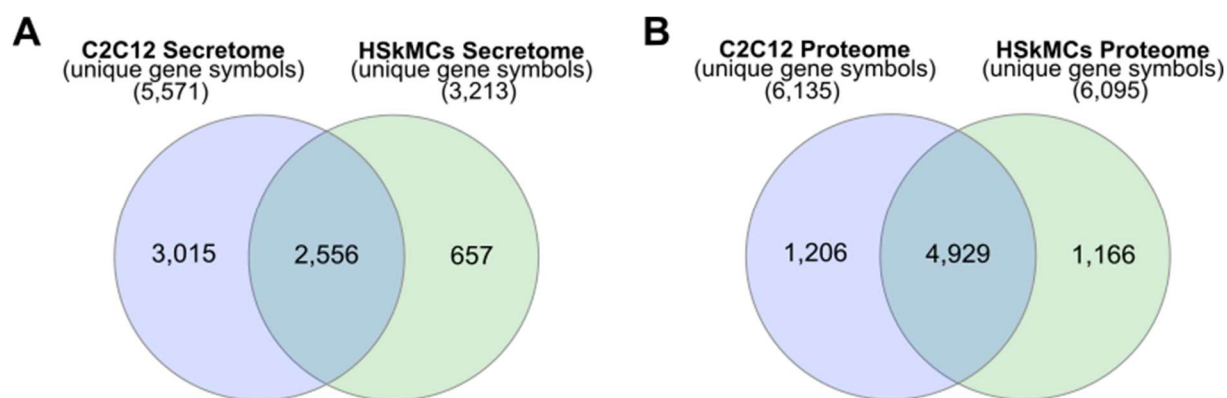 A
C2C12 Secretome
(unique gene symbols)
(5,571)
HSkMCs Secretome
(unique gene symbols)
(3,213)
3,015
2,556
657
B
C2C12 Proteome
(unique gene symbols)
(6,135)
HSkMCs Proteome
(unique gene symbols)
(6,095)
1,206
4,929
1,166